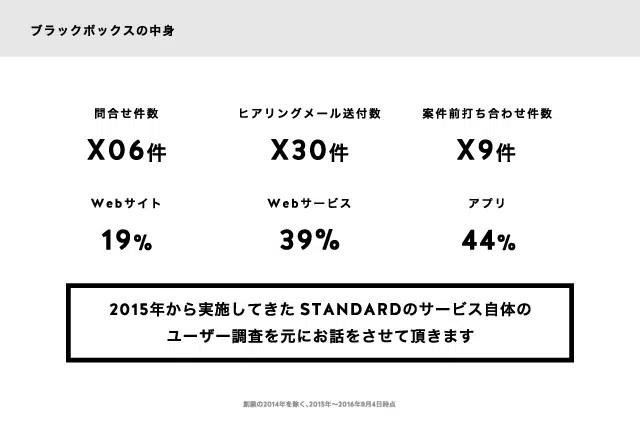 ブラックボックスの中身
問合せ件数 ヒアリングメール送付数 案件前打ち合わせ件数
X06件 X30件 X9件
Webサイト Webサービス アプリ
19% 39% 44%
2015年から実施してきた STANDARDのサービス自体の
ユーザー調査を元にお話をさせて頂きます
創業の2014年を除く、2015年〜2016年8月4日時点